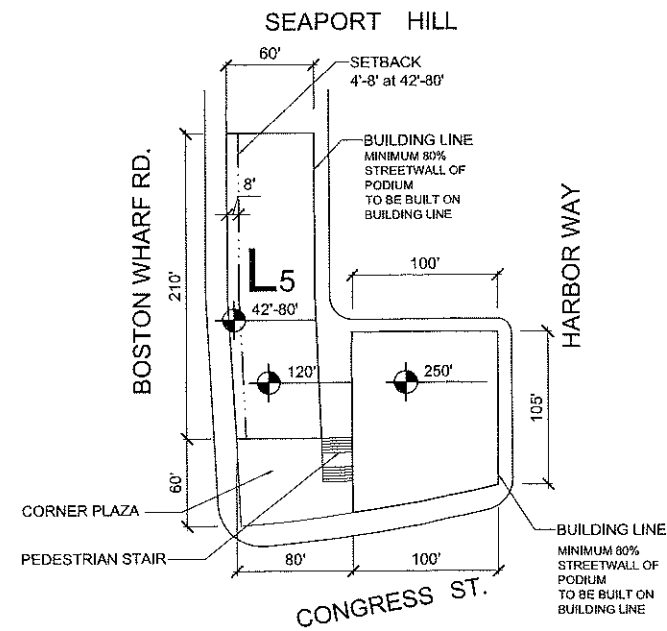 SEAPORT HILL
60'
SETBACK
4'-8' at 42'-80'
BUILDING LINE
MINIMUM 80%
STREETWALL OF
PODIUM
TO BE BUILT ON
BUILDING LINE
BOSTON WHARF RD.
8'
HARBOR WAY
100'
210'
L5
42'-80'
120'
250'
105'
60'
CORNER PLAZA
PEDESTRIAN STAIR
80'
100'
BUILDING LINE
MINIMUM 80%
STREETWALL OF
PODIUM
TO BE BUILT ON
BUILDING LINE
CONGRESS ST.